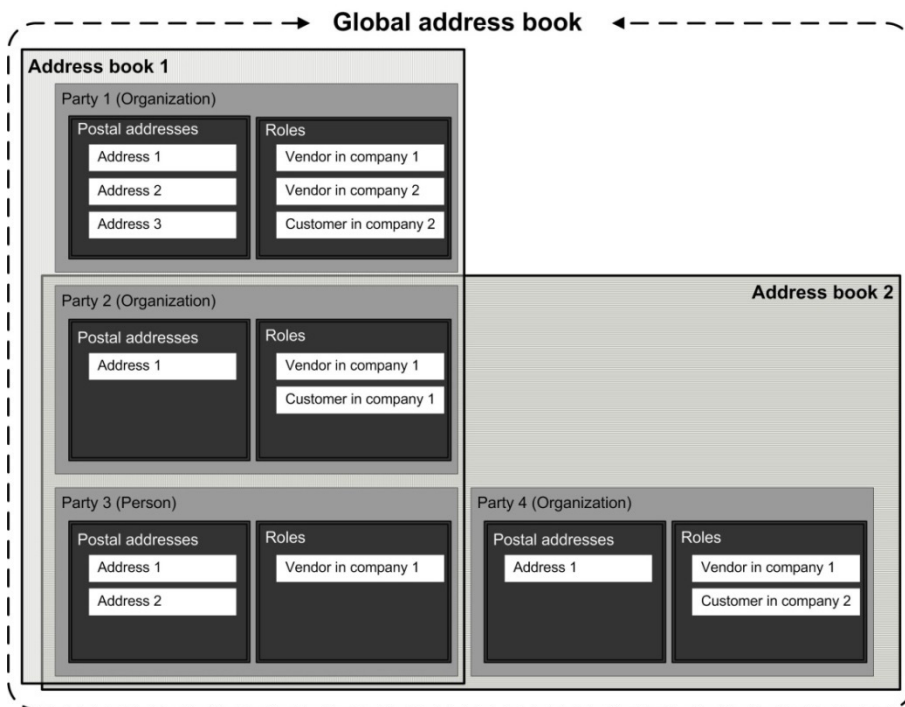 Global address book
Address book 1
Party 1 (Organization)
Postal addresses
Address 1
Address 2
Address 3
Roles
Vendor in company 1
Vendor in company 2
Customer in company 2
Address book 2
Party 2 (Organization)
Postal addresses
Address 1
Roles
Vendor in company 1
Customer in company 1
Party 3 (Person)
Postal addresses
Address 1
Address 2
Roles
Vendor in company 1
Party 4 (Organization)
Postal addresses
Address 1
Roles
Vendor in company 1
Customer in company 2